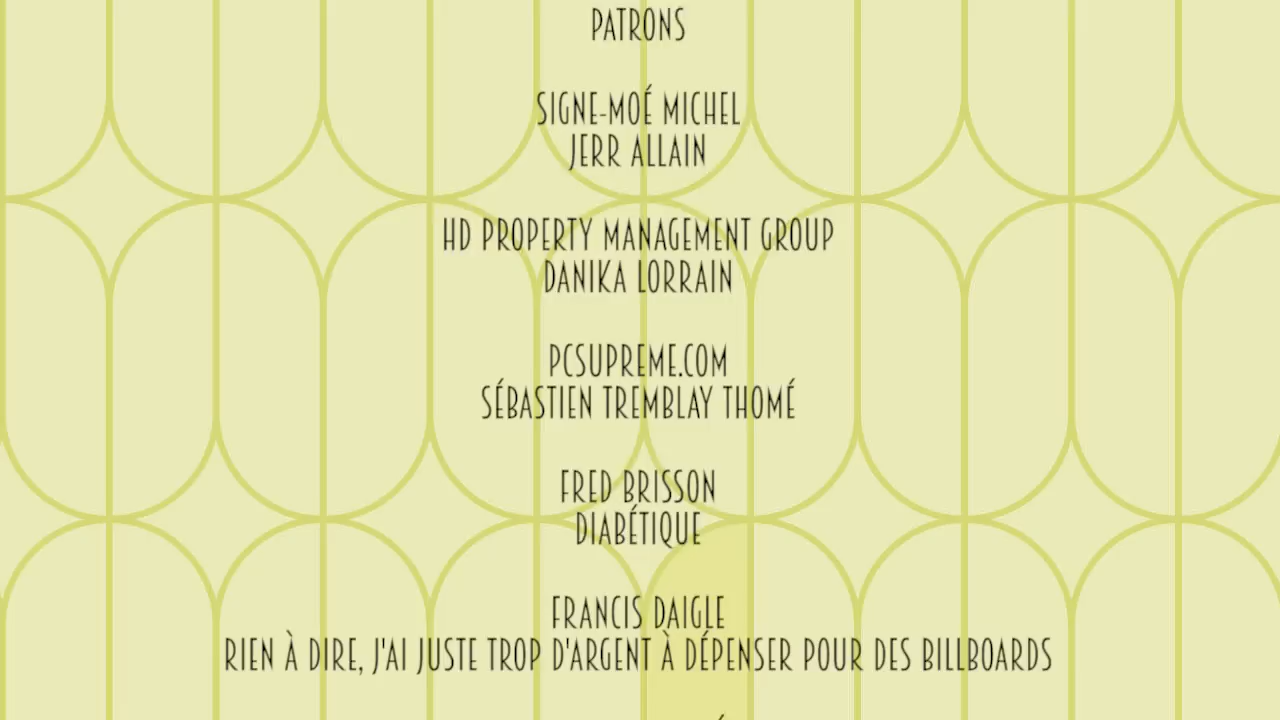 PATRONS
SIGNE-MOÉ MICHEL
JERR ALLAIN
HD PROPERTY MANAGEMENT GROUP
DANIKA LORRAIN
PCSUPREME.COM
SÉBASTIEN TREMBLAY THOMÉ
FRED BRISSON
DIABÉTIQUE
FRANCIS DAIGLE
RIEN À DIRE, J'AI JUSTE TROP D'ARGENT À DÉPENSER POUR DES BILLBOARDS